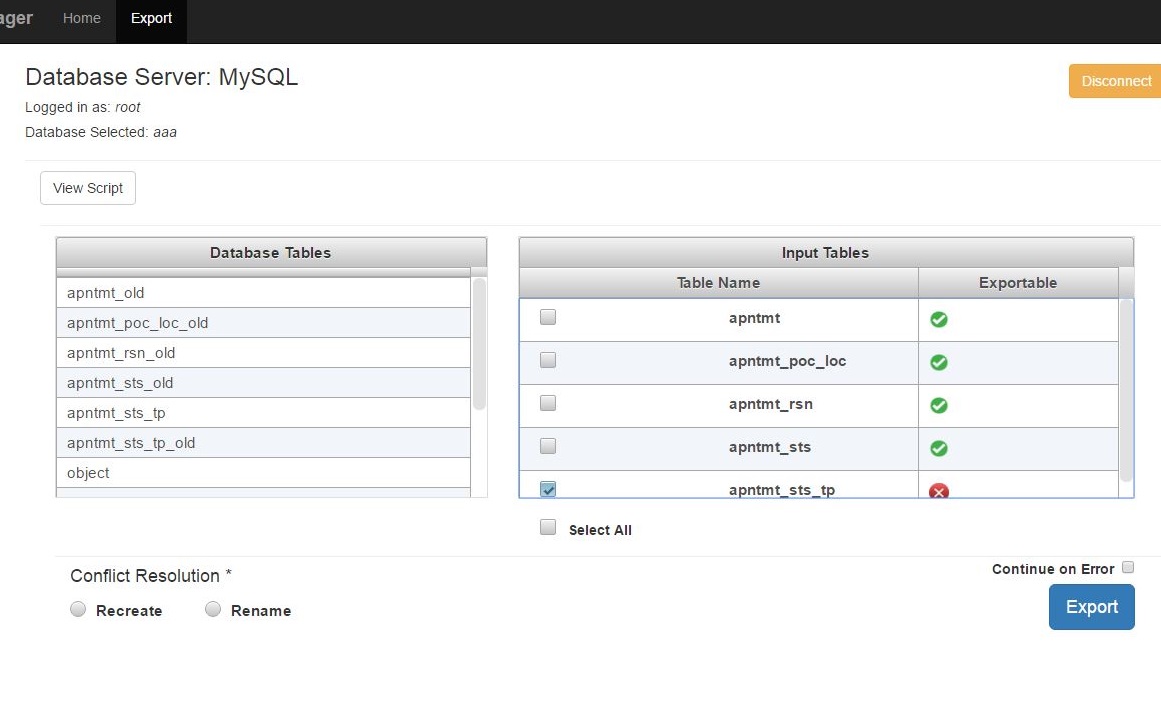 ager Home Export
Database Server: MySQL
Disconnect
Logged in as: root
Database Selected: aaa
View Script
Database Tables
apntmt_old
apntmt_poc_loc_old
apntmt_rsn_old
apntmt_sts_old
apntmt_sts_tp
apntmt_sts_tp_old
object
Input Tables
Table Name Exportable
apntmt
apntmt_poc_loc
apntmt_rsn
apntmt_sts
apntmt_sts_tp
Select All
Conflict Resolution *
Recreate Rename
Continue on Error
Export